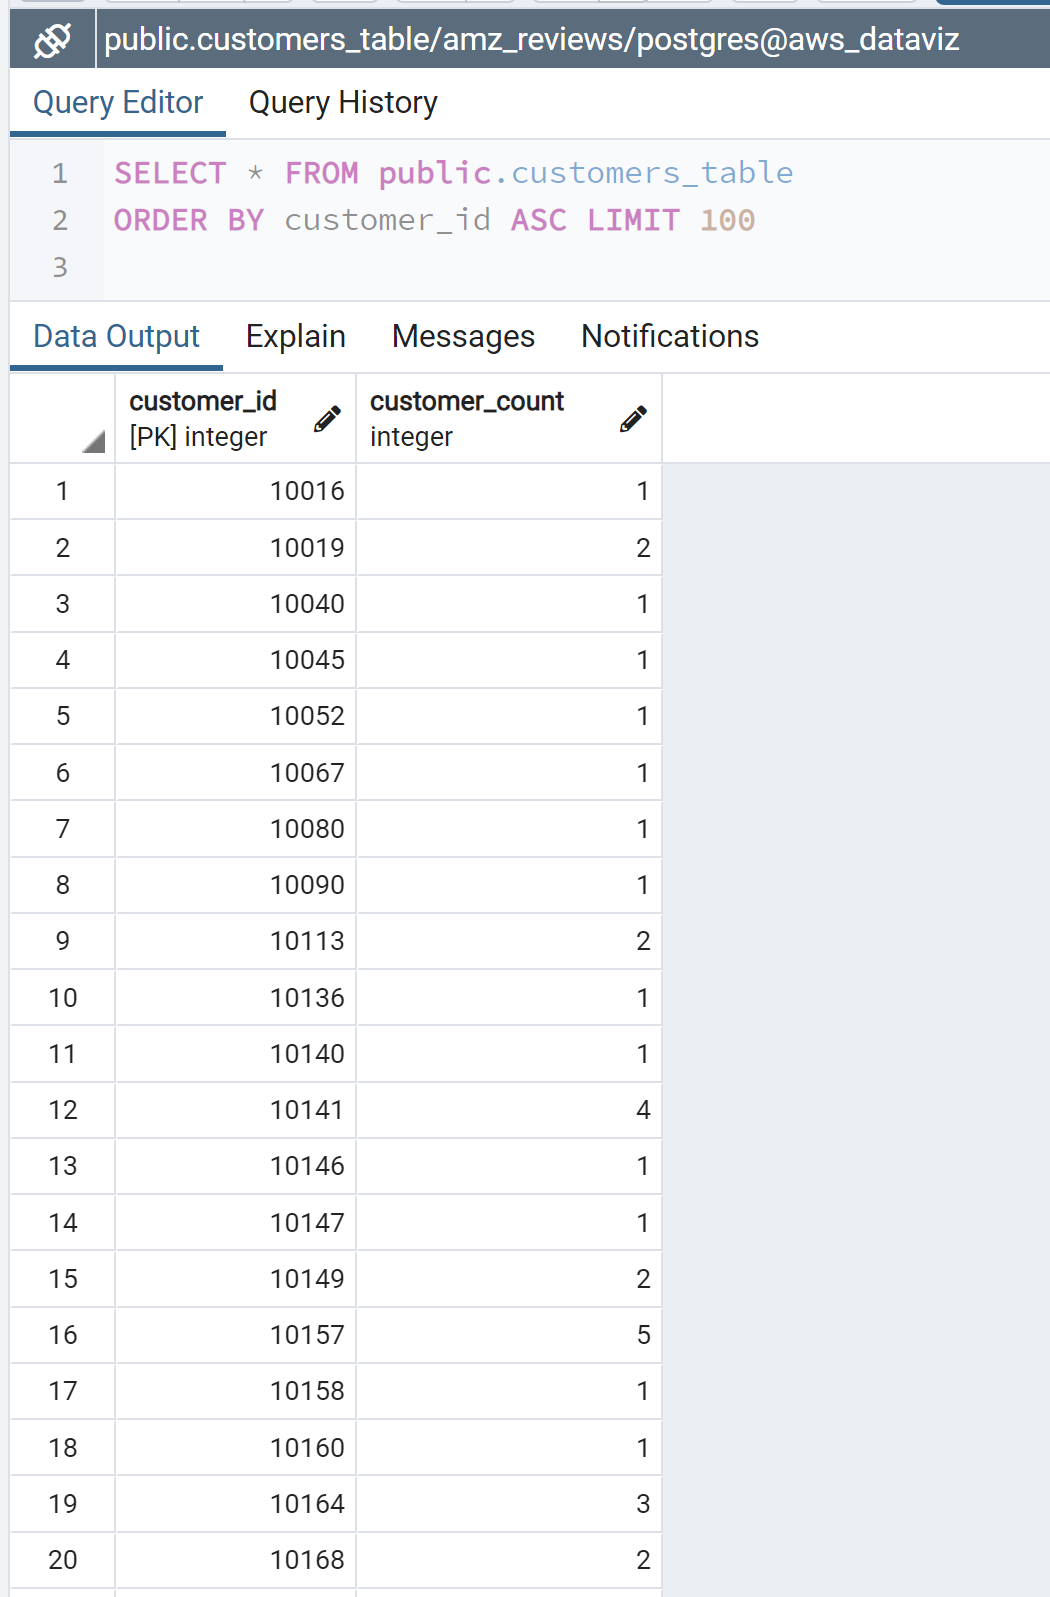 public.customers_table/amz_reviews/postgres@aws_dataviz
Query Editor Query History
1 SELECT * FROM public.customers_table
2 ORDER BY customer_id ASC LIMIT 100
3
Data Output Explain Messages Notifications
customer_id customer_count
[PK] integer integer
1 10016 1
2 10019 2
3 10040 1
4 10045 1
5 10052 1
6 10067 1
7 10080 1
8 10090 1
9 10113 2
10 10136 1
11 10140 1
12 10141 4
13 10146 1
14 10147 1
15 10149 2
16 10157 5
17 10158 1
18 10160 1
19 10164 3
20 10168 2